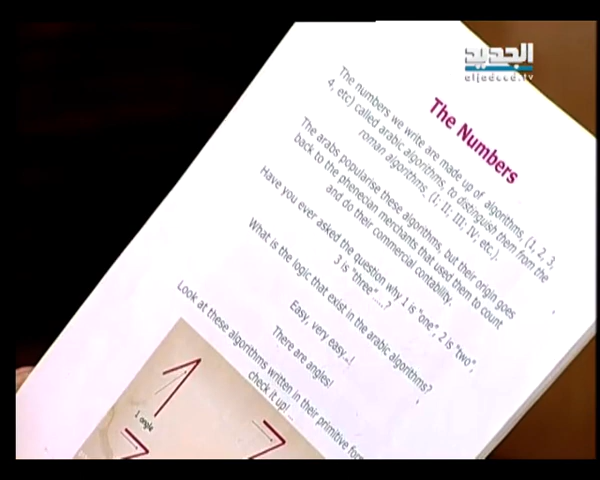 الجديد
aljadeed.tv
The Numbers
The numbers we write are made up of algorithms, (1, 2, 3,
4, etc) called arabic algorithms, to distinguish them from the
roman algorithms, (I; II; III; IV; etc.).
The arabs popularise these algorithms, but their origin goes
back to the phenecian merchants that used them to count
and do their commercial contability.
Have you ever asked the question why 1 is "one", 2 is "two",
3 is "three".....?
What is the logic that exist in the arabic algorithms?
Easy, very easy...!
There are angles!
Look at these algorithms written in their primitive form
check it up!...
1 angle